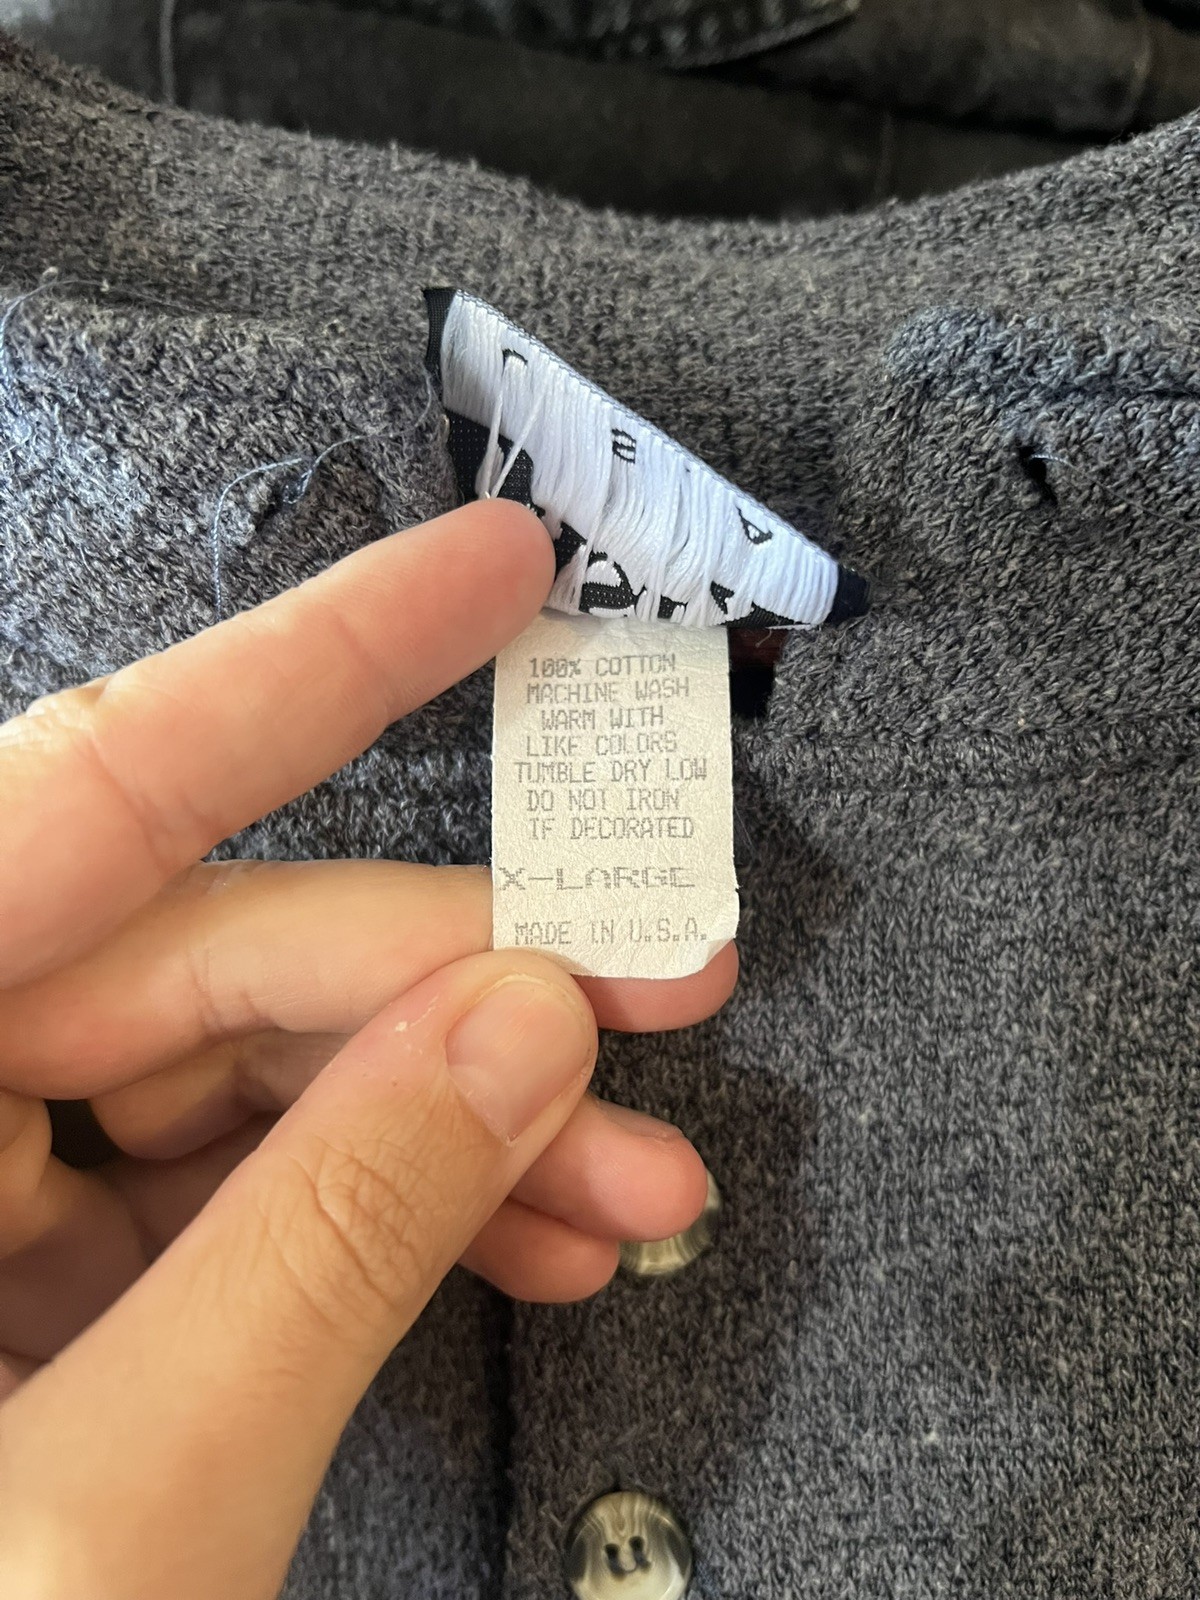 100% COTTON
MACHINE WASH
WARM WITH
LIKE COLORS
TUMBLE DRY LOW
DO NOT IRON
IF DECORATED
X-LARGE
MADE IN U.S.A.